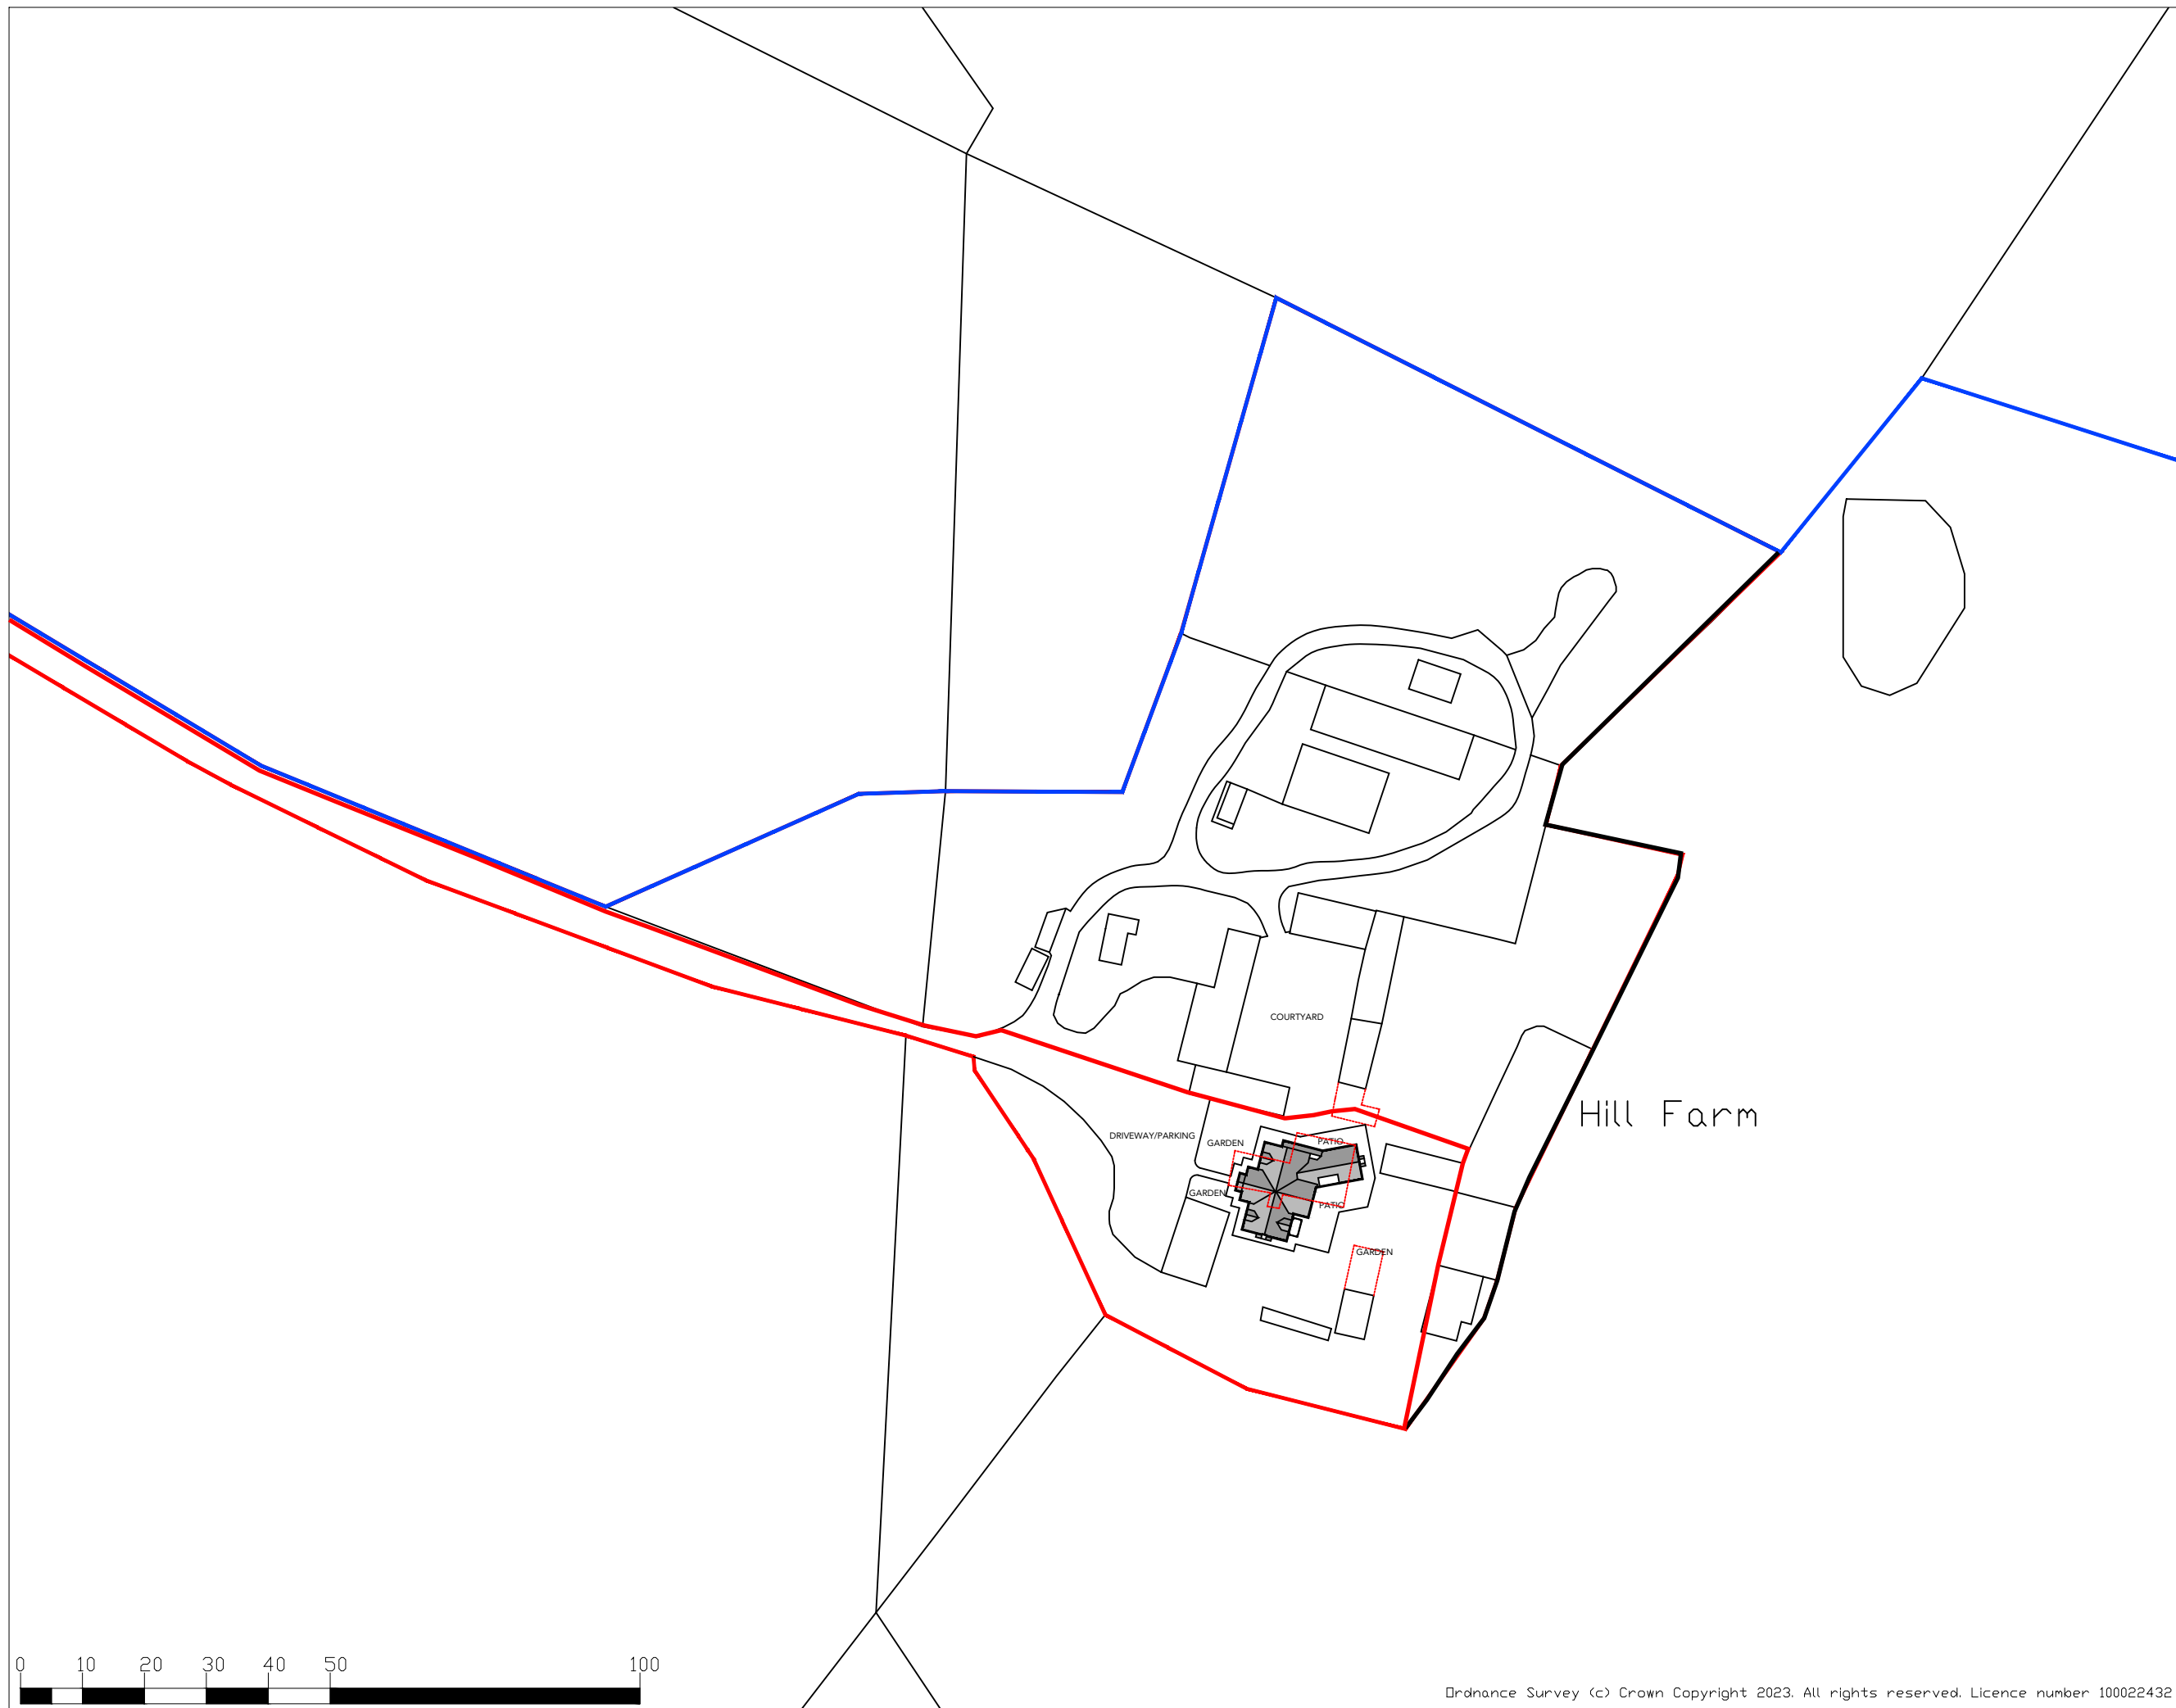 COURTYARD
Hill Farm
DRIVEWAY/PARKING
GARDEN
PATIO
GARDEN
PATIO
GARDEN
0 10 20 30 40 50 100
Ordnance Survey (c) Crown Copyright 2023. All rights reserved. Licence number 100022432